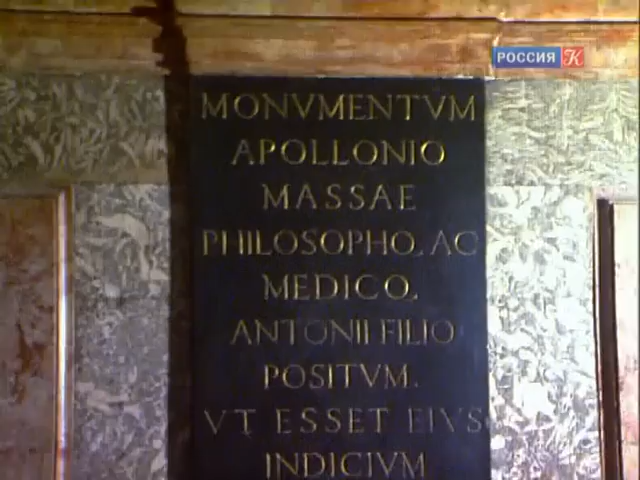 РОССИЯ К
MONVMENTVM
APOLLONIO
MASSAE
PHILOSOPHO, AC
MEDICO,
ANTONII FILIO
POSITVM.
VT ESSET EIVS
INDICIVM